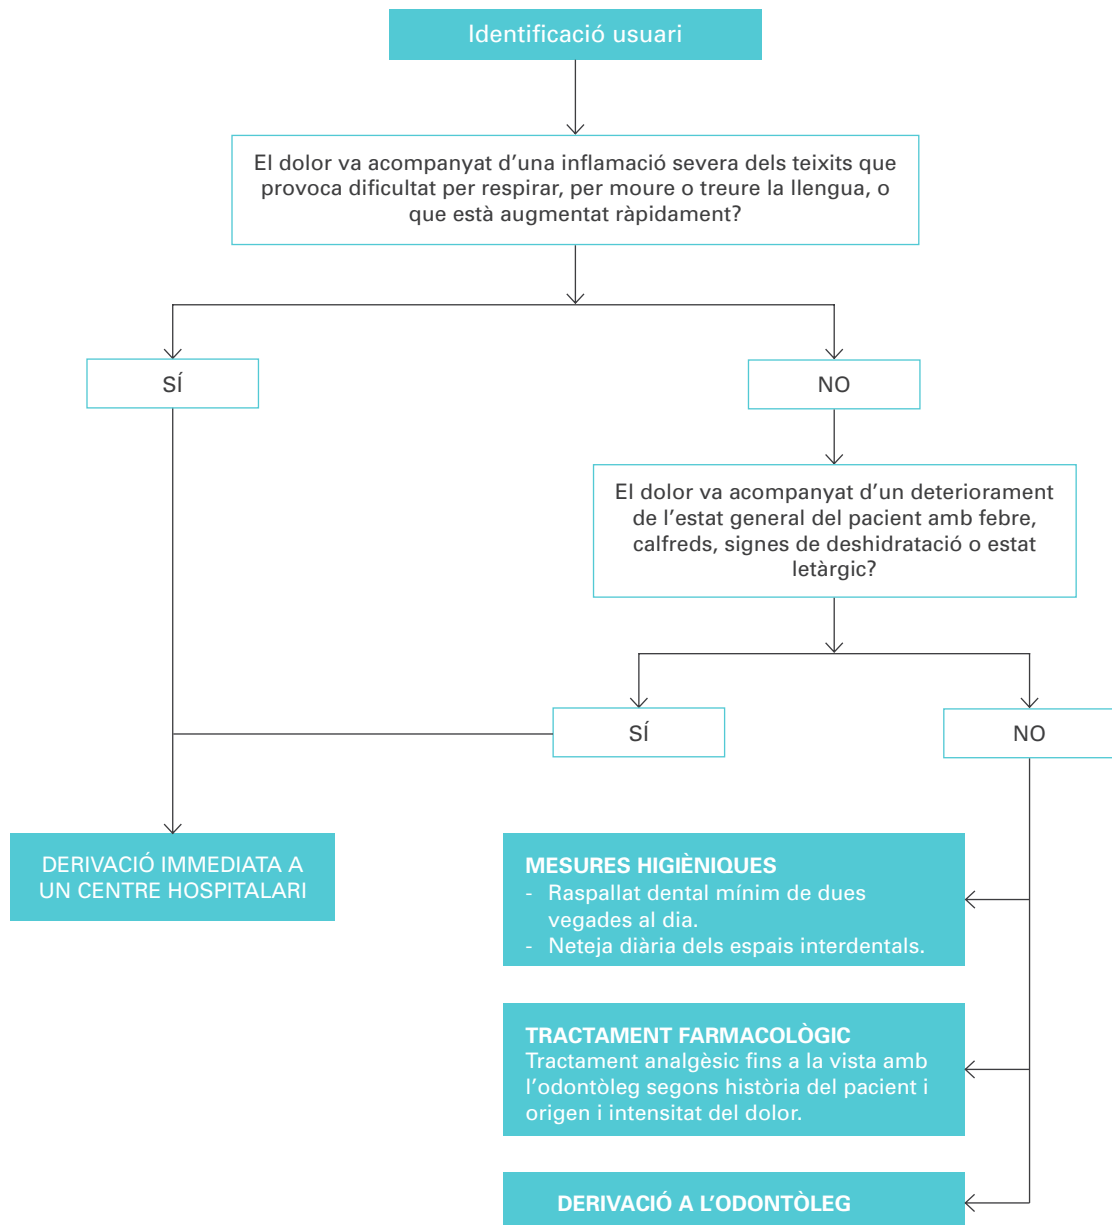 Identificació usuari
El dolor va acompanyat d’una inflamació severa dels teixits que
provoca dificultat per respirar, per moure o treure la llengua, o
que està augmentat ràpidament?
SÍ
NO
El dolor va acompanyat d’un deteriorament
de l’estat general del pacient amb febre,
calfreds, signes de deshidratació o estat
letàrgic?
SÍ
NO
DERIVACIÓ IMMEDIATA A
UN CENTRE HOSPITALARI
MESURES HIGIÈNIQUES
- Raspallat dental mínim de dues
vegades al dia.
- Neteja diària dels espais interdentals.
TRACTAMENT FARMACOLÒGIC
Tractament analgèsic fins a la vista amb
l’odontòleg segons història del pacient i
origen i intensitat del dolor.
DERIVACIÓ A L’ODONTÒLEG